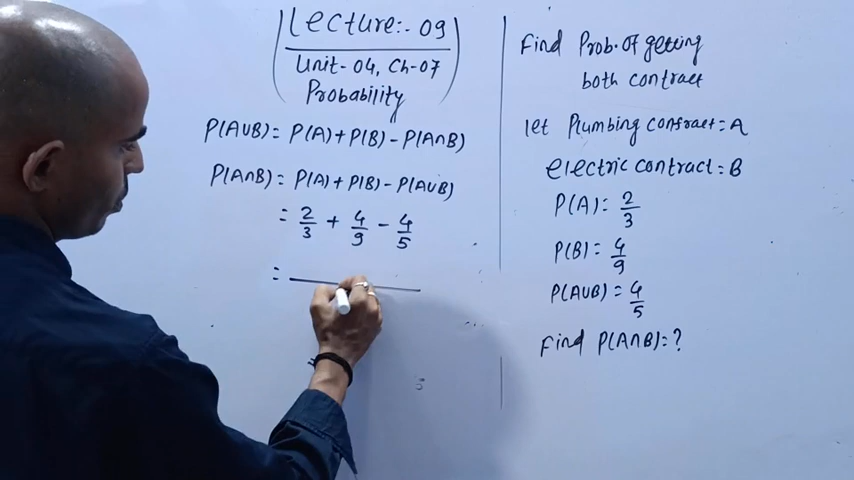 Lecture:- 09
Unit-04, Ch-07
Probability
P(A∪B) = P(A) + P(B) - P(A∩B)
P(A∩B) = P(A) + P(B) - P(A∪B)
= 2/3 + 4/9 - 4/5
=
Find Prob. Of getting
both contract
let Plumbing contract = A
electric contract = B
P(A) = 2/3
P(B) = 4/9
P(A∪B) = 4/5
Find P(A∩B) = ?